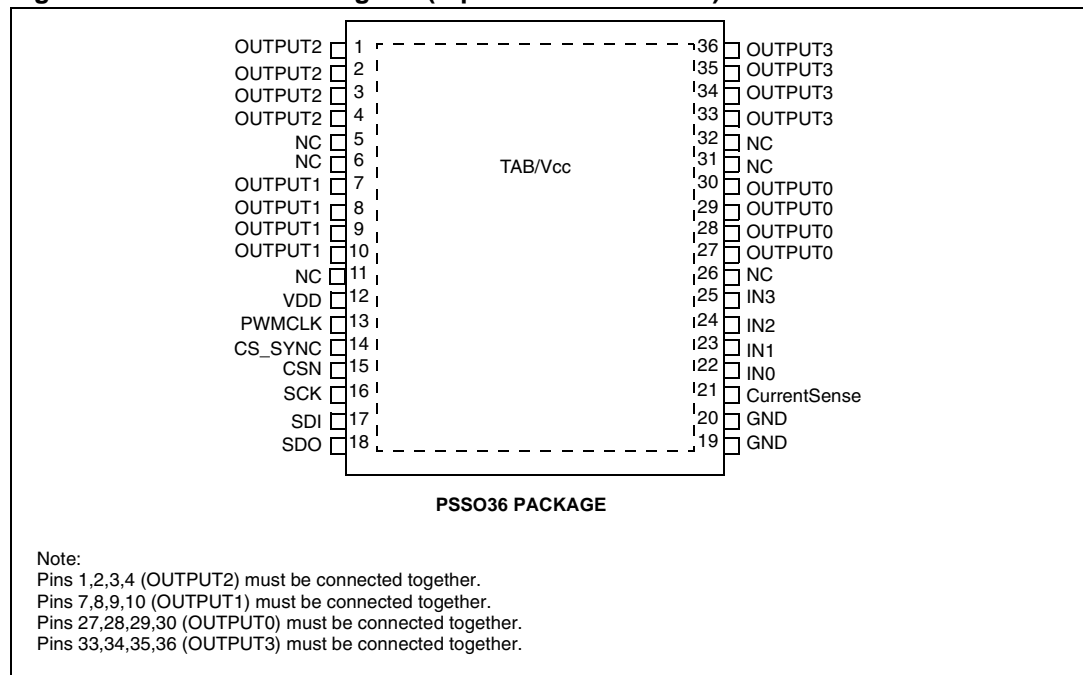 OUTPUT2 1 36 OUTPUT3
OUTPUT2 2 35 OUTPUT3
OUTPUT2 3 34 OUTPUT3
OUTPUT2 4 33 OUTPUT3
NC 5 32 NC
NC 6 31 NC
TAB/Vcc
OUTPUT1 7 30 OUTPUT0
OUTPUT1 8 29 OUTPUT0
OUTPUT1 9 28 OUTPUT0
OUTPUT1 10 27 OUTPUT0
NC 11 26 NC
VDD 12 25 IN3
PWMCLK 13 24 IN2
CS_SYNC 14 23 IN1
CSN 15 22 IN0
SCK 16 21 CurrentSense
SDI 17 20 GND
SDO 18 19 GND
PSSO36 PACKAGE
Note:
Pins 1,2,3,4 (OUTPUT2) must be connected together.
Pins 7,8,9,10 (OUTPUT1) must be connected together.
Pins 27,28,29,30 (OUTPUT0) must be connected together.
Pins 33,34,35,36 (OUTPUT3) must be connected together.